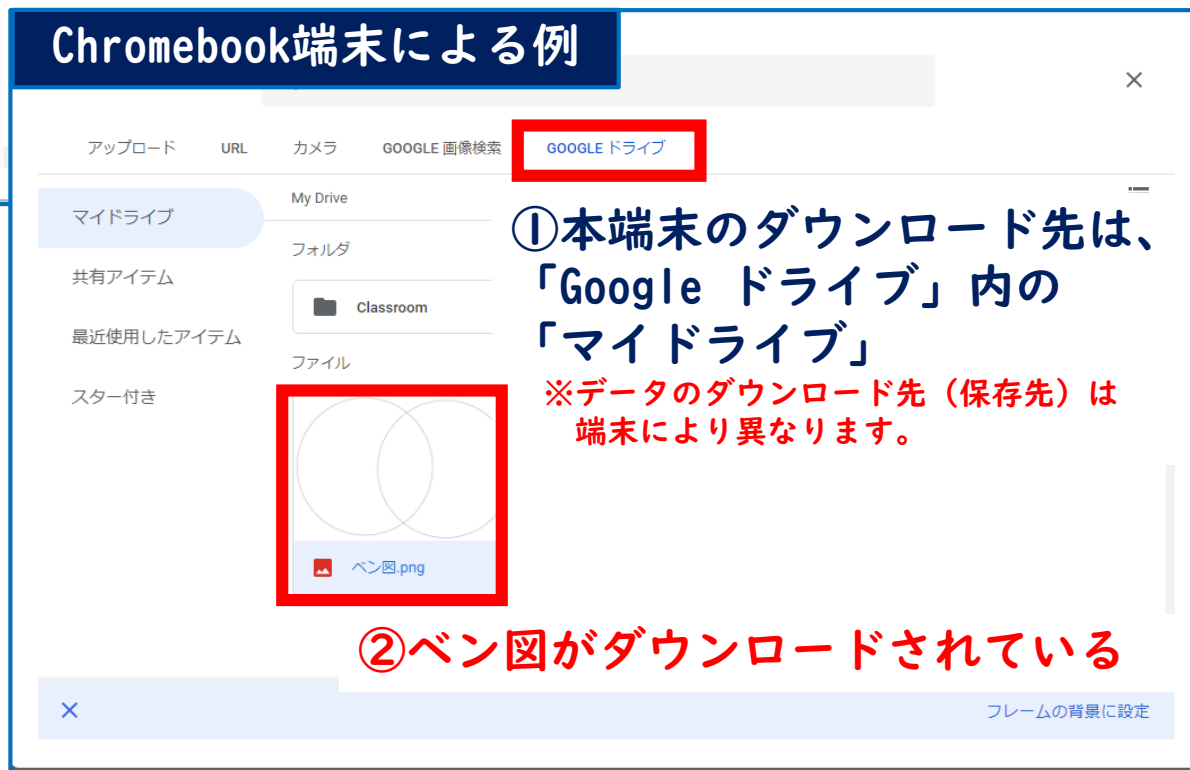 Chromebook端末による例
アップロード URL カメラ GOOGLE 画像検索 GOOGLE ドライブ
マイドライブ
共有アイテム
最近使用したアイテム
スター付き
My Drive
フォルダ
Classroom
ファイル
ベン図.png
①本端末のダウンロード先は、
「Google ドライブ」内の
「マイドライブ」
※データのダウンロード先（保存先）は
端末により異なります。
②ベン図がダウンロードされている
フレームの背景に設定